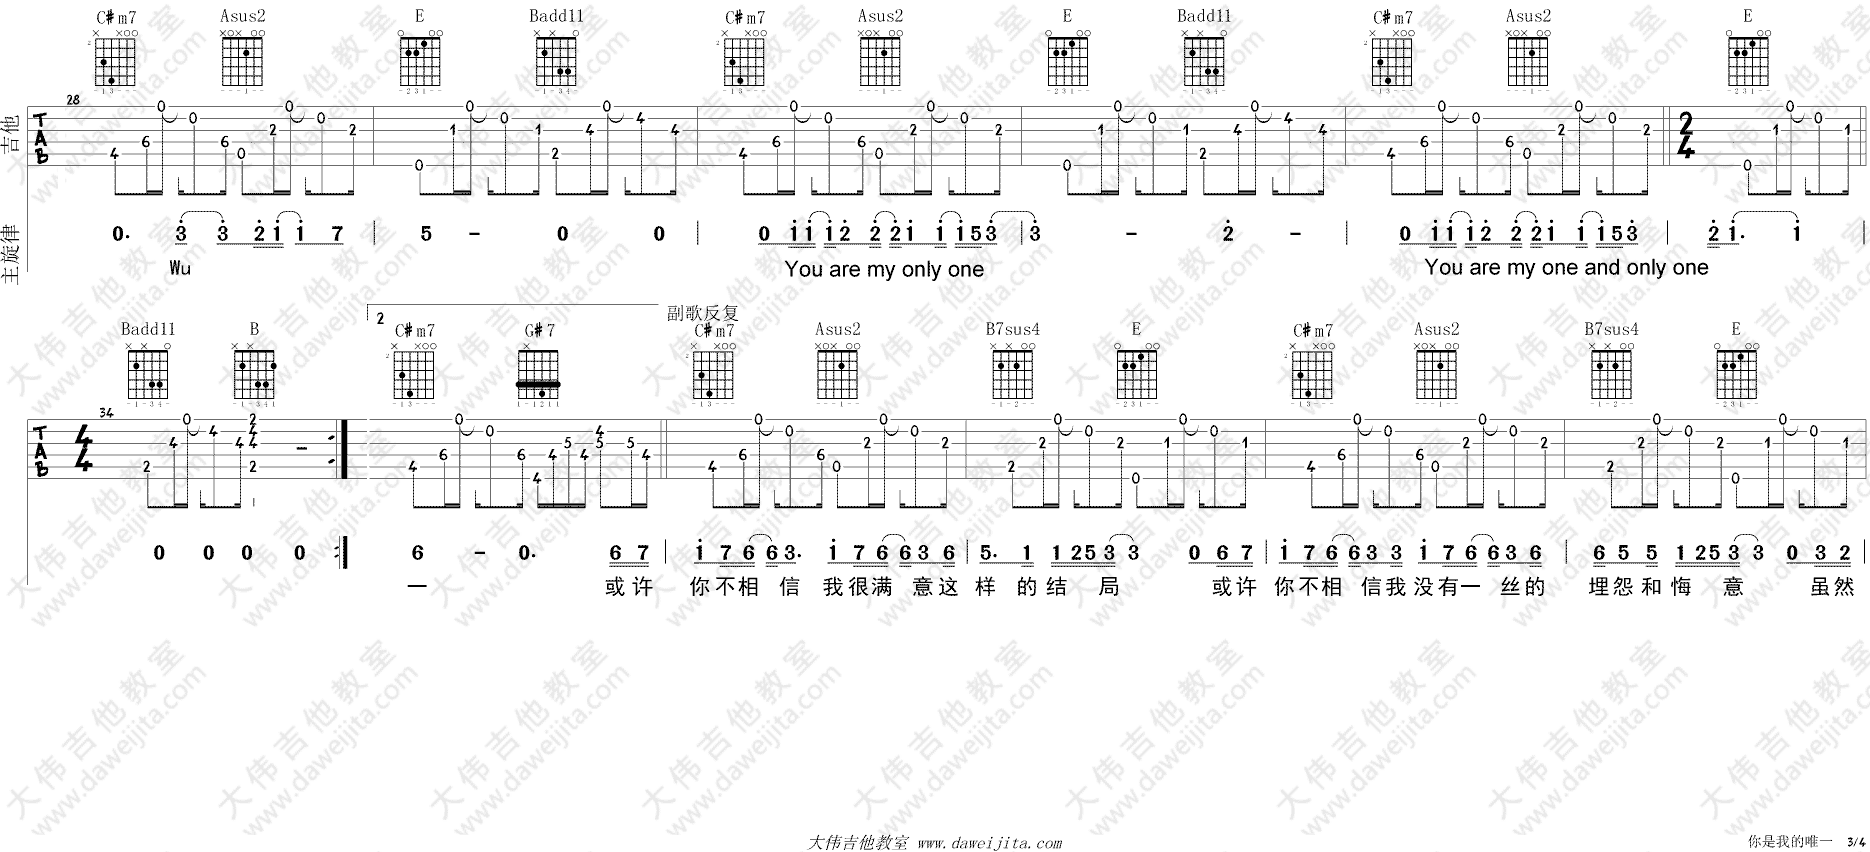 C#m7 Asus2 E Badd11 C#m7 Asus2 E Badd11 C#m7 Asus2 E
28
吉他
TAB
2/4
主旋律
0. 3 3 2 1 1 7 | 5 - 0 0 | 0 1 1 1 2 2 2 1 1 1 5 3 | 3 - 2 - | 0 1 1 1 2 2 2 1 1 1 5 3 | 2 1. 1 |
Wu You are my only one You are my one and only one
2 副歌反复
Badd11 B C#m7 G#7 C#m7 Asus2 B7sus4 E C#m7 Asus2 B7sus4 E
34
TAB
4/4
0 0 0 0 :| 6 - 0. 6 7 | 1 7 6 6 3. 1 7 6 6 3 6 | 5. 1 1 2 5 3 3 0 6 7 | 1 7 6 6 3 3 1 7 6 6 3 6 | 6 5 5 1 2 5 3 3 0 3 2 |
一 或许 你不相 信 我很满 意这 样 的结 局 或许 你不相 信我没有一 丝的 埋怨和 悔 意 虽然
大伟吉他教室
www.daweijita.com
大伟吉他教室 www.daweijita.com
你是我的唯一 3/4